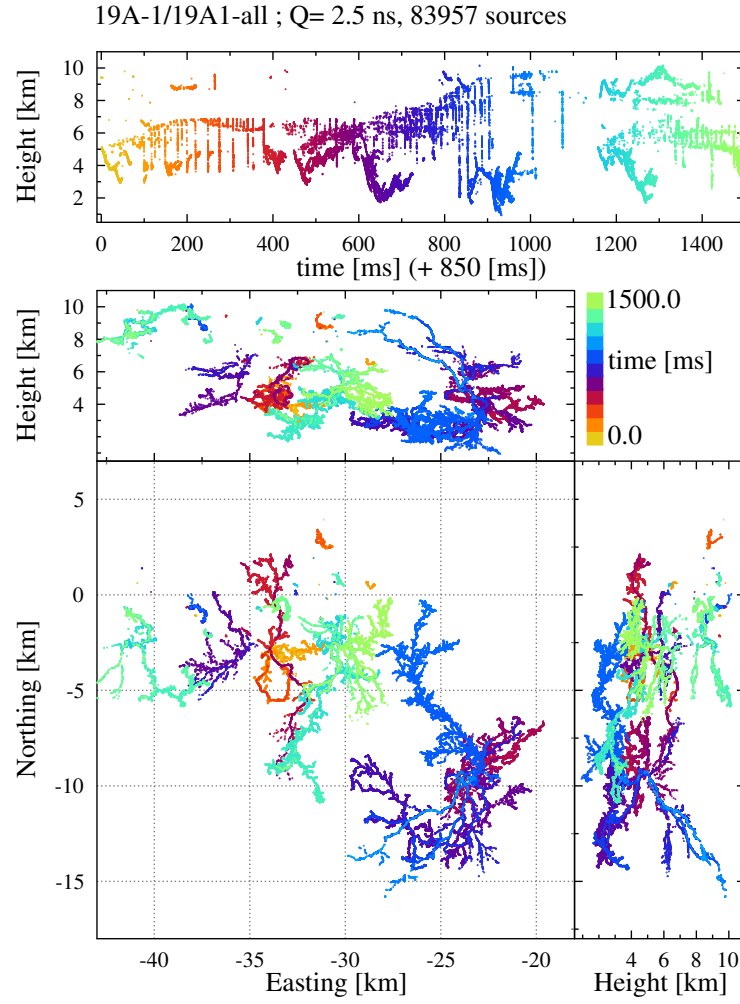 19A-1/19A1-all ; Q= 2.5 ns, 83957 sources
Height [km]
10
8
6
4
2
0 200 400 600 800 1000 1200 1400
time [ms] (+ 850 [ms])
Height [km]
10
8
6
4
1500.0
time [ms]
0.0
Northing [km]
5
0
-5
-10
-15
-40 -35 -30 -25 -20
Easting [km]
4 6 8 10
Height [km]